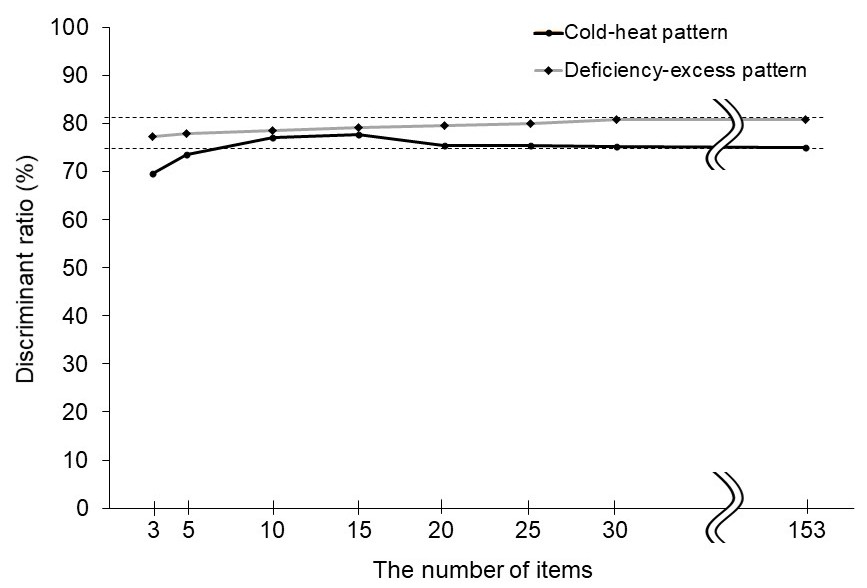 Cold-heat pattern
Deficiency-excess pattern
Discriminant ratio (%)
100
90
80
70
60
50
40
30
20
10
0
3 5 10 15 20 25 30 153
The number of items